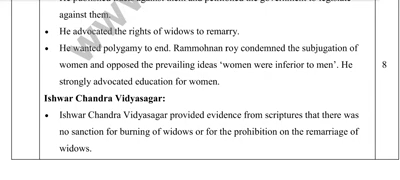 against them.
• He advocated the rights of widows to remarry.
• He wanted polygamy to end. Rammohnan roy condemned the subjugation of
women and opposed the prevailing ideas ‘women were inferior to men’. He
strongly advocated education for women.
8
Ishwar Chandra Vidyasagar:
• Ishwar Chandra Vidyasagar provided evidence from scriptures that there was
no sanction for burning of widows or for the prohibition on the remarriage of
widows.